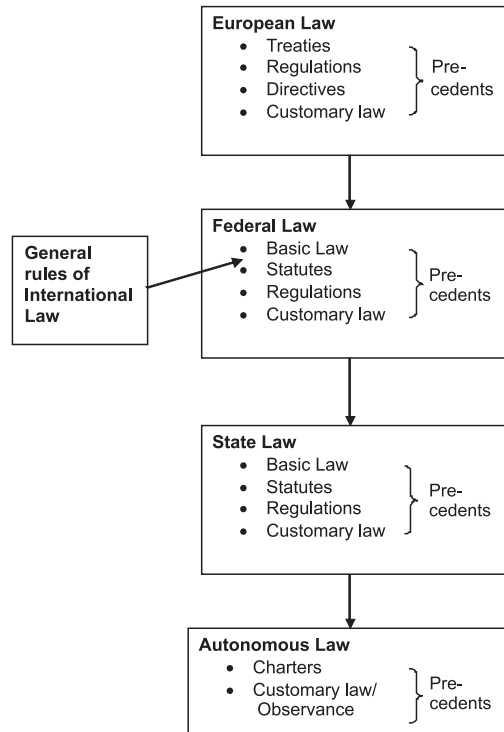 European Law
• Treaties
• Regulations
• Directives
• Customary law
Pre-
cedents
General
rules of
International
Law
Federal Law
• Basic Law
• Statutes
• Regulations
• Customary law
Pre-
cedents
State Law
• Basic Law
• Statutes
• Regulations
• Customary law
Pre-
cedents
Autonomous Law
• Charters
• Customary law/
Observance
Pre-
cedents